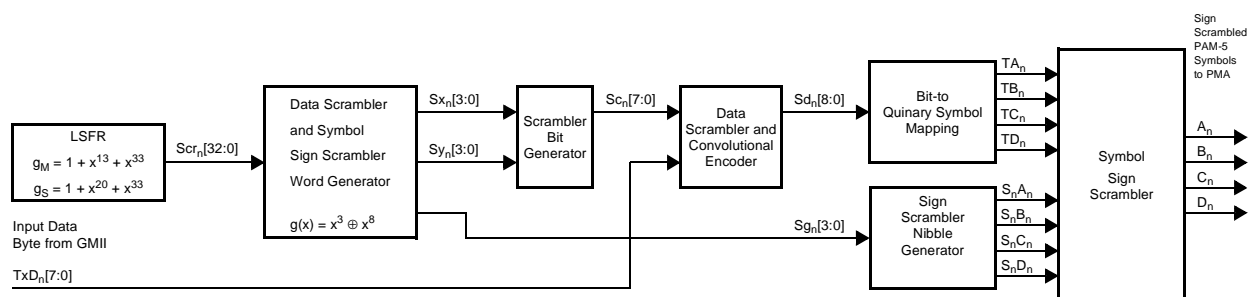 LSFR
g_M = 1 + x^13 + x^33
g_S = 1 + x^20 + x^33
Input Data
Byte from GMII
TxD_n[7:0]
Scr_n[32:0]
Data Scrambler
and Symbol
Sign Scrambler
Word Generator
g(x) = x^3 ⊕ x^8
Sx_n[3:0]
Sy_n[3:0]
Scrambler
Bit
Generator
Sc_n[7:0]
Data
Scrambler and
Convolutional
Encoder
Sd_n[8:0]
Sg_n[3:0]
Bit-to
Quinary Symbol
Mapping
Sign
Scrambler
Nibble
Generator
TA_n
TB_n
TC_n
TD_n
S_nA_n
S_nB_n
S_nC_n
S_nD_n
Symbol
Sign
Scrambler
Sign
Scrambled
PAM-5
Symbols
to PMA
A_n
B_n
C_n
D_n